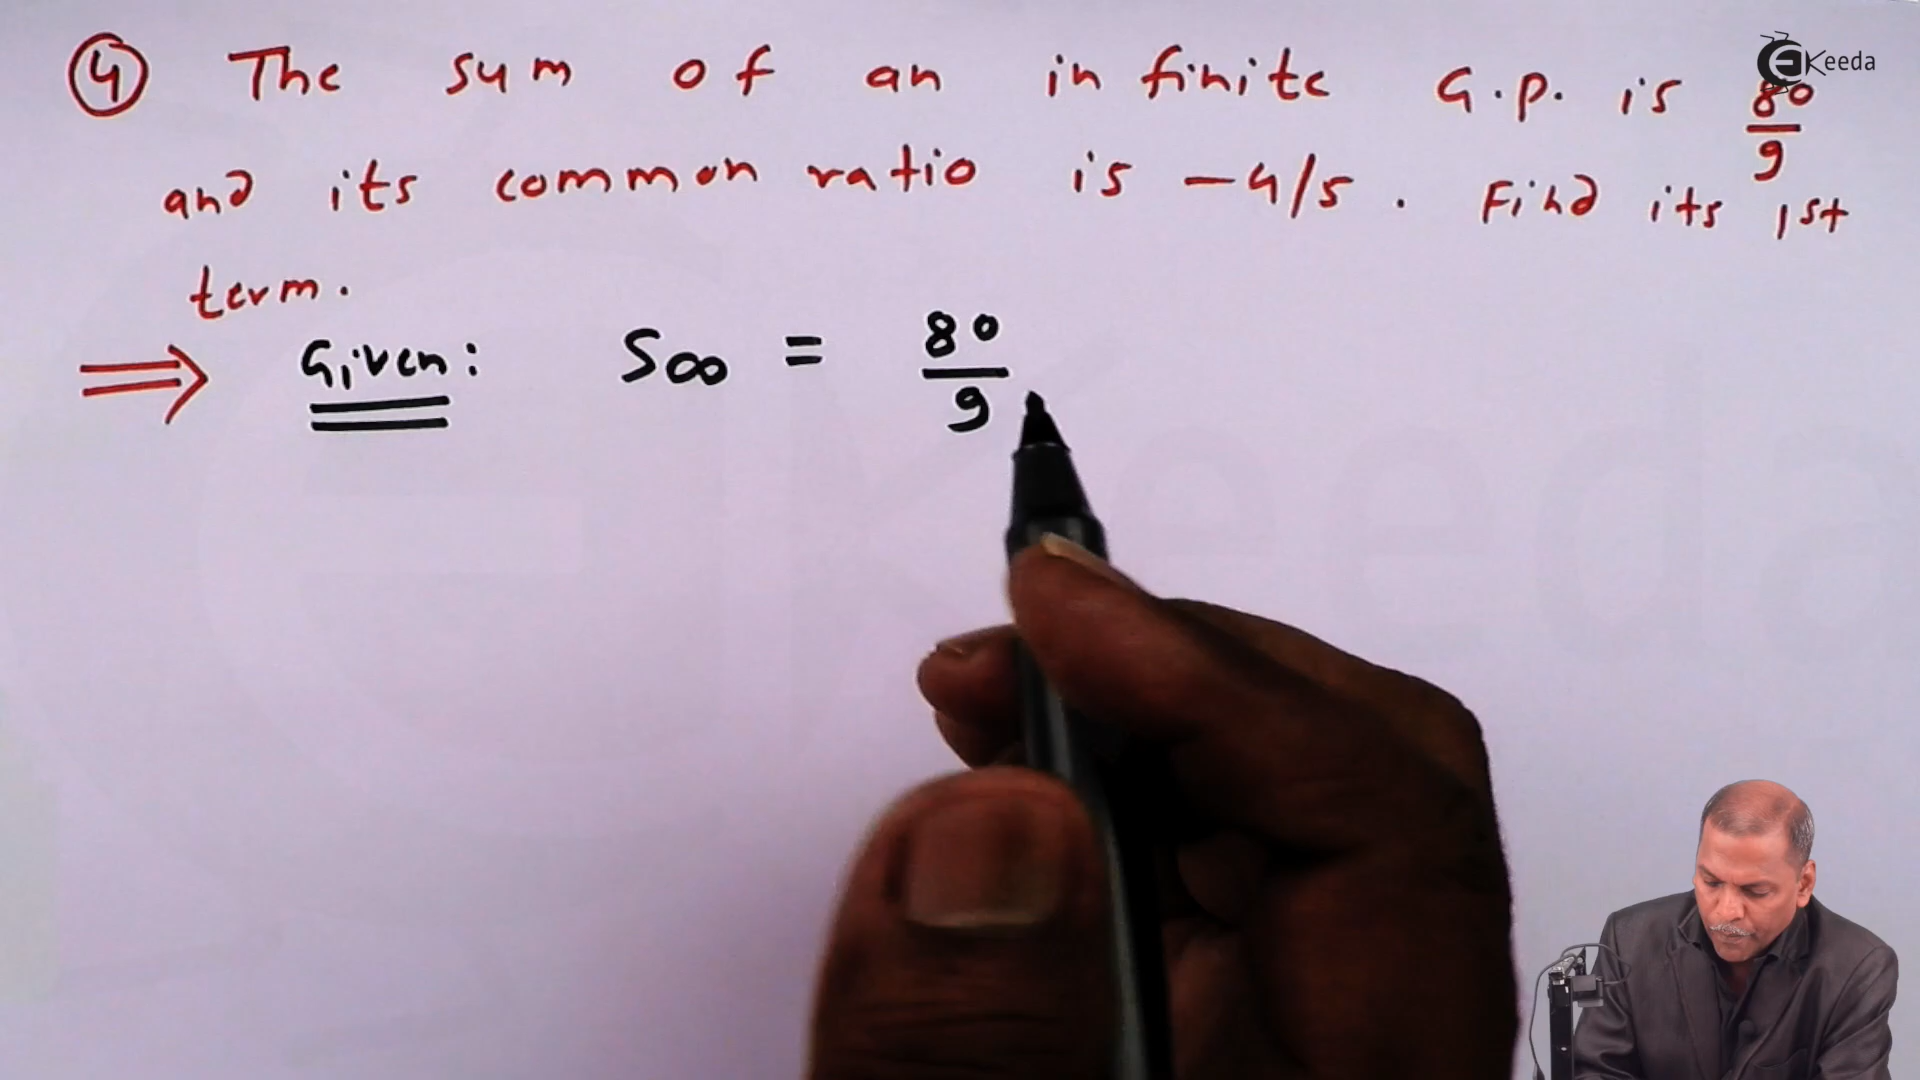 EKeeda
④ The sum of an infinite G.P. is 80/9
and its common ratio is -4/5. Find its 1st
term.
⇒ Given: S∞ = 80/9
Keeda